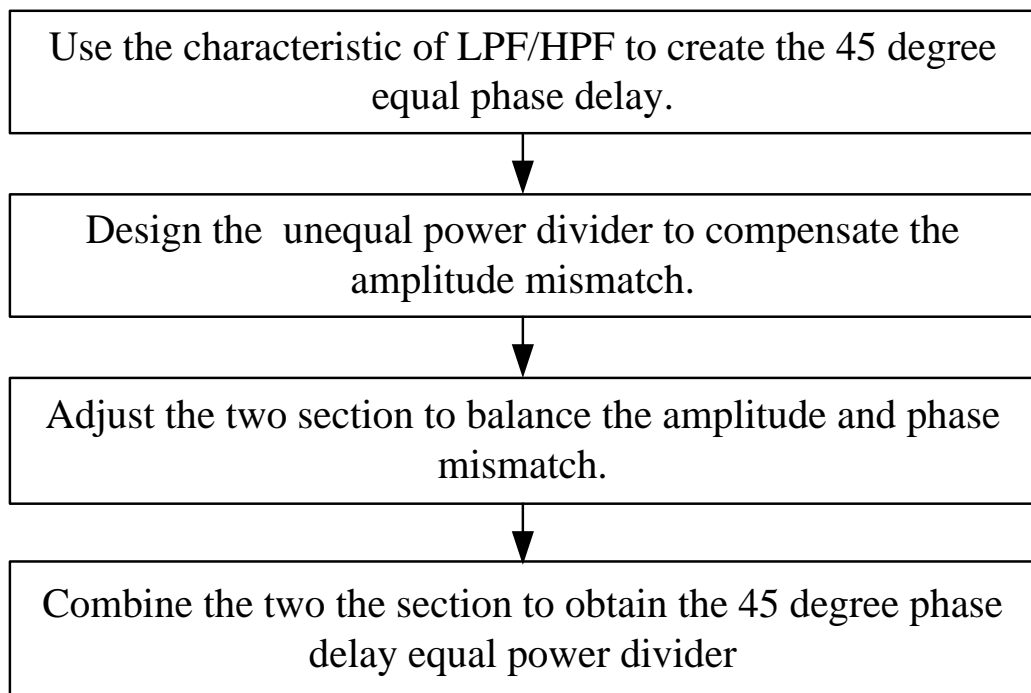 Use the characteristic of LPF/HPF to create the 45 degree
equal phase delay.
Design the  unequal power divider to compensate the
amplitude mismatch.
Adjust the two section to balance the amplitude and phase
mismatch.
Combine the two the section to obtain the 45 degree phase
delay equal power divider